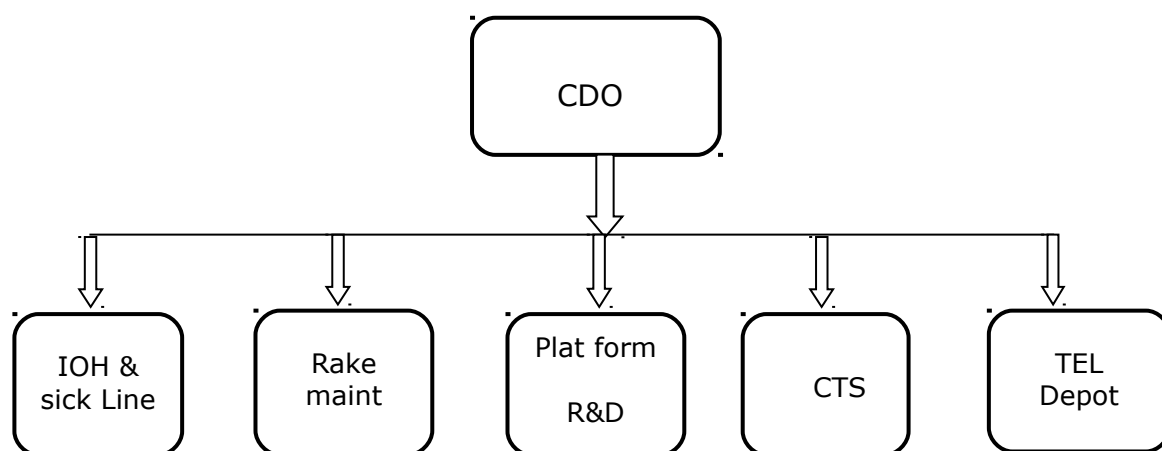 CDO
IOH &
sick Line
Rake
maint
Plat form
R&D
CTS
TEL
Depot